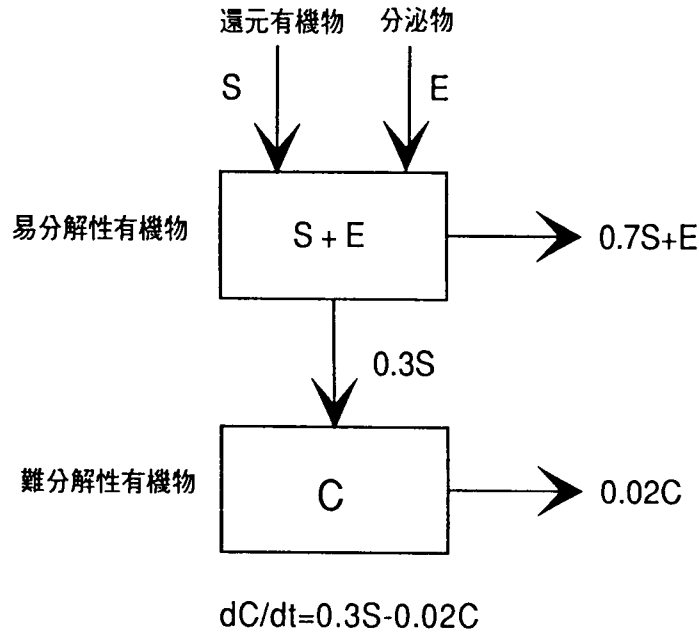 還元有機物 分泌物
S E
易分解性有機物 S + E 0.7S+E
0.3S
難分解性有機物 C 0.02C
dC/dt=0.3S-0.02C